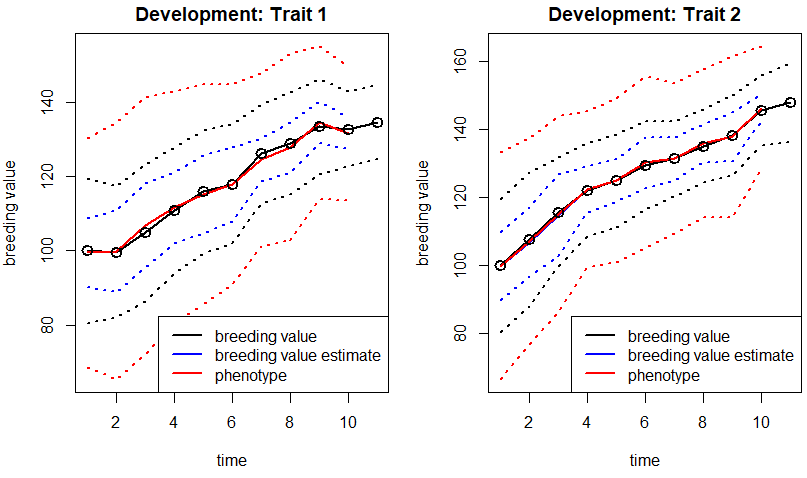 Development: Trait 1
breeding value
140
120
100
80
breeding value
breeding value estimate
phenotype
2 4 6 8 10
time
Development: Trait 2
breeding value
160
140
120
100
80
breeding value
breeding value estimate
phenotype
2 4 6 8 10
time